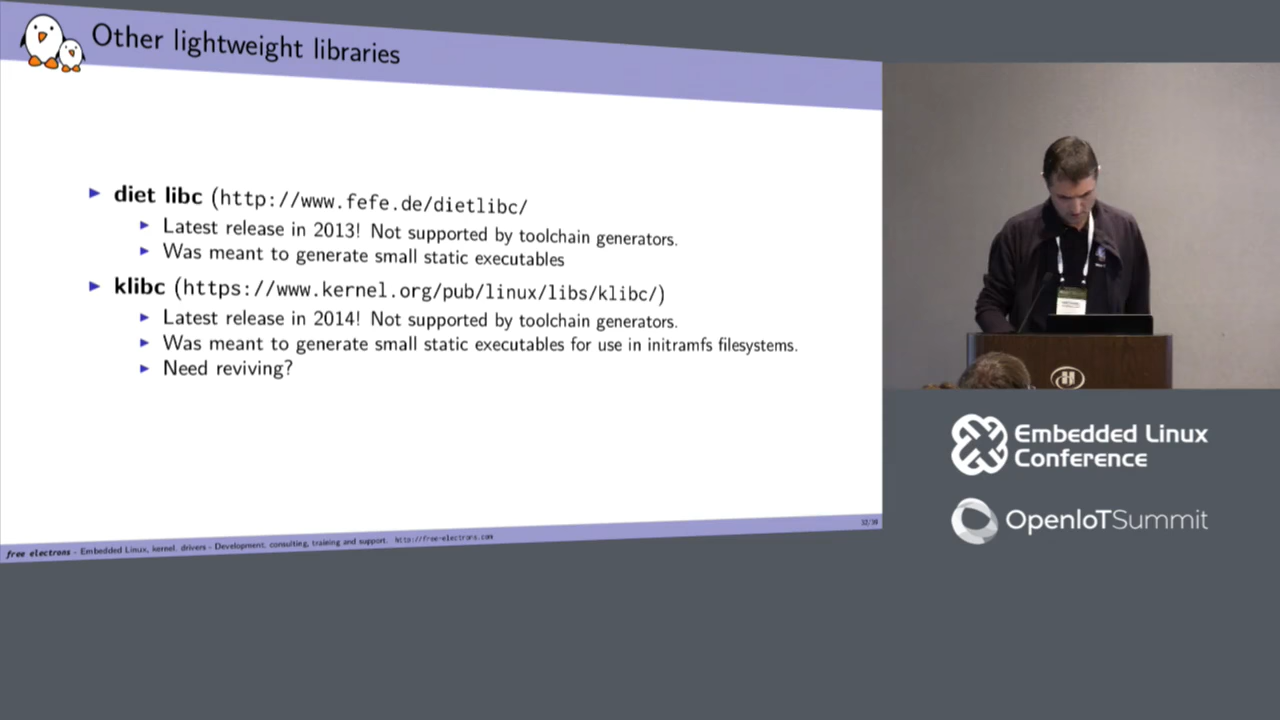 Other lightweight libraries
▶ diet libc (http://www.fefe.de/dietlibc/
▶ Latest release in 2013! Not supported by toolchain generators.
▶ Was meant to generate small static executables
▶ klibc (https://www.kernel.org/pub/linux/libs/klibc/)
▶ Latest release in 2014! Not supported by toolchain generators.
▶ Was meant to generate small static executables for use in initramfs filesystems.
▶ Need reviving?
32/39
free electrons - Embedded Linux, kernel, drivers - Development, consulting, training and support. http://free-electrons.com
Embedded Linux
Conference
OpenIoTSummit